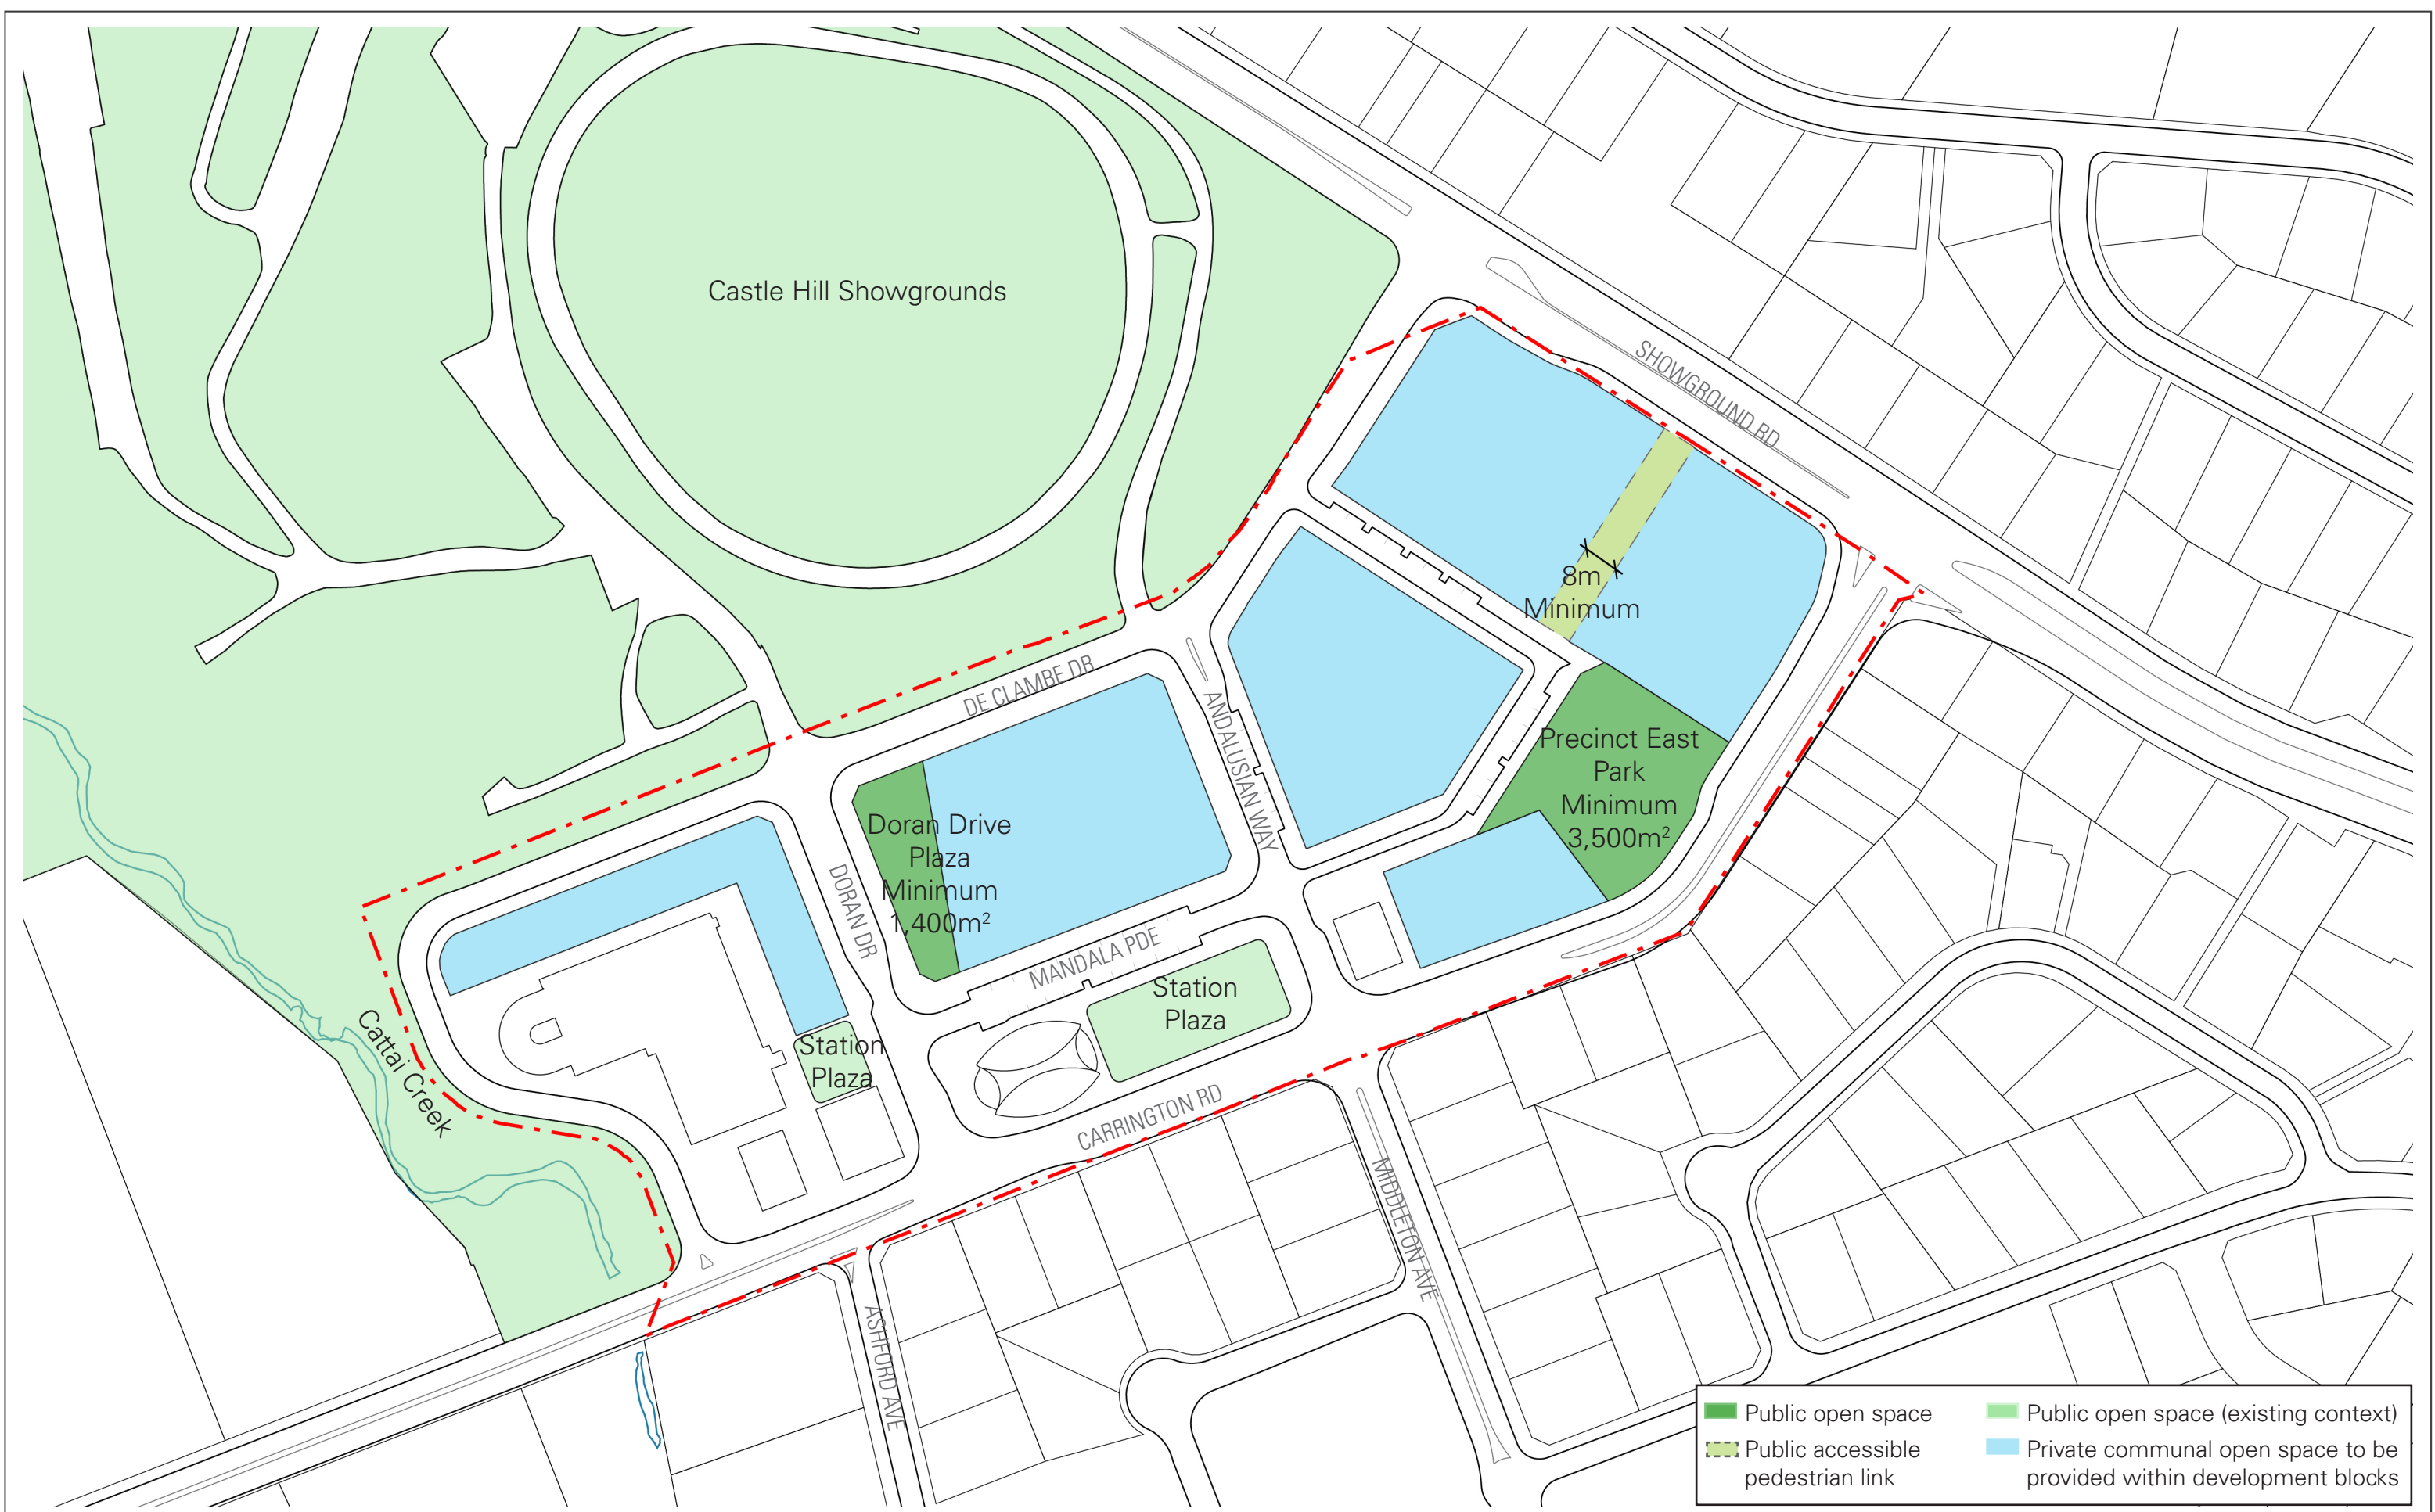 Castle Hill Showgrounds
SHOWGROUND RD
8m
Minimum
DE CLAMBE DR
ANDALUSIAN WAY
Precinct East
Park
Minimum
3,500m²
Doran Drive
Plaza
Minimum
1,400m²
DORAN DR
MANDALA PDE
Station
Plaza
Station
Plaza
Cattai Creek
CARRINGTON RD
MIDDLETON AVE
ASHFORD AVE
Public open space
Public accessible
pedestrian link
Public open space (existing context)
Private communal open space to be
provided within development blocks